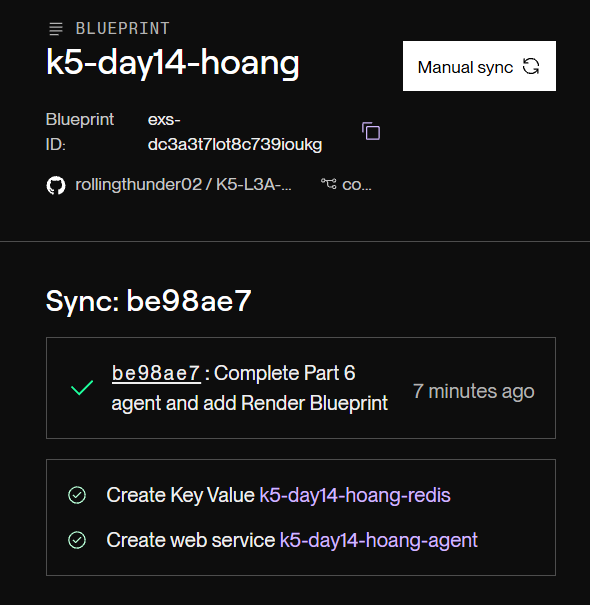 BLUEPRINT
k5-day14-hoang
Manual sync
Blueprint
ID:
exs-
dc3a3t7lot8c739ioukg
rollingthunder02 / K5-L3A-...
co...
Sync: be98ae7
be98ae7 : Complete Part 6
agent and add Render Blueprint
7 minutes ago
Create Key Value k5-day14-hoang-redis
Create web service k5-day14-hoang-agent